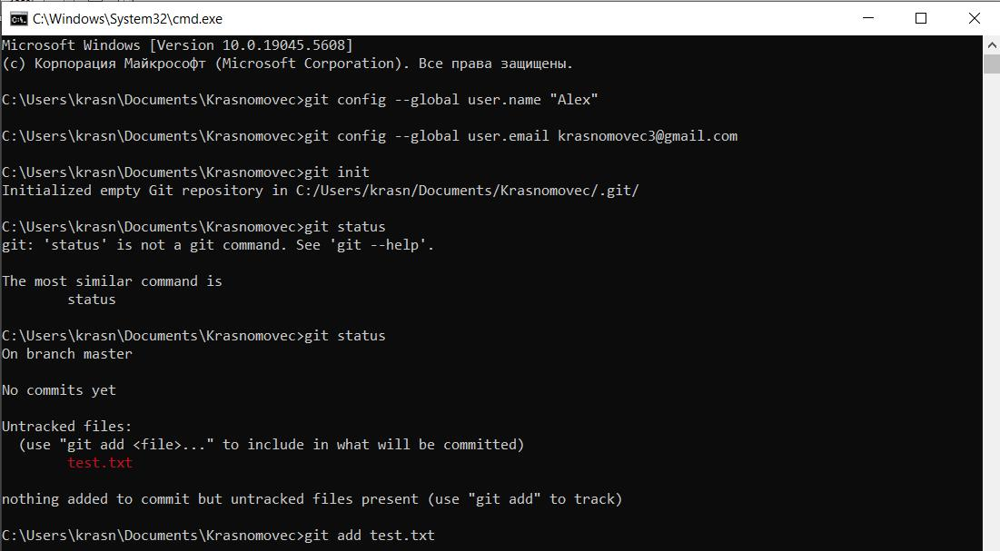 C:\Windows\System32\cmd.exe
Microsoft Windows [Version 10.0.19045.5608]
(c) Корпорация Майкрософт (Microsoft Corporation). Все права защищены.
C:\Users\krasn\Documents\Krasnomovec>git config --global user.name "Alex"
C:\Users\krasn\Documents\Krasnomovec>git config --global user.email krasnomovec3@gmail.com
C:\Users\krasn\Documents\Krasnomovec>git init
Initialized empty Git repository in C:/Users/krasn/Documents/Krasnomovec/.git/
C:\Users\krasn\Documents\Krasnomovec>git status
git: 'status' is not a git command. See 'git --help'.
The most similar command is
status
C:\Users\krasn\Documents\Krasnomovec>git status
On branch master
No commits yet
Untracked files:
(use "git add <file>..." to include in what will be committed)
test.txt
nothing added to commit but untracked files present (use "git add" to track)
C:\Users\krasn\Documents\Krasnomovec>git add test.txt